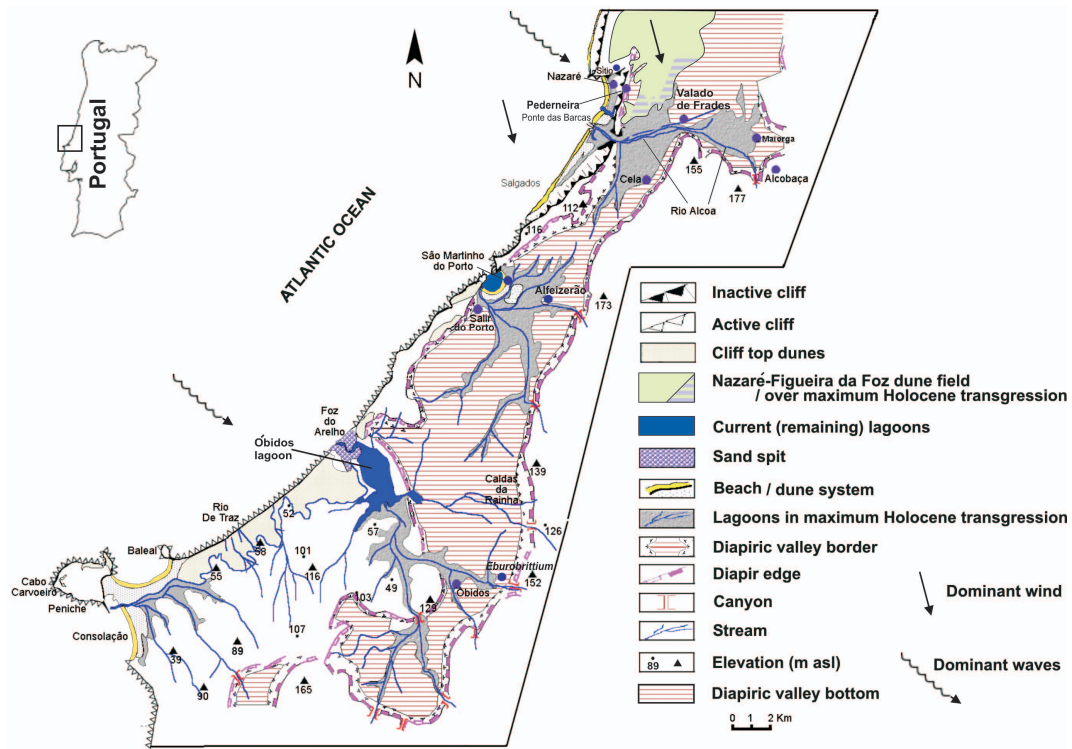 Portugal
N
ATLANTIC OCEAN
Nazaré
Sítio
Pederneira
Ponte das Barcas
Valado
de Frades
Maiorga
Alcobaça
Cela
155
177
Rio Alcoa
Salgados
112
116
São Martinho
do Porto
Alfeizerão
173
Salir
do Porto
Foz
do
Arelho
Óbidos
lagoon
139
Caldas
da
Rainha
126
Rio
De Traz
52
57
Baleal
58
101
55
116
Eburobrittium
152
49
Óbidos
103
129
Cabo
Carvoeiro
Peniche
Consolação
107
89
39
90
165
Inactive cliff
Active cliff
Cliff top dunes
Nazaré-Figueira da Foz dune field
/ over maximum Holocene transgression
Current (remaining) lagoons
Sand spit
Beach / dune system
Lagoons in maximum Holocene transgression
Diapiric valley border
Diapir edge
Canyon
Stream
89
Elevation (m asl)
Diapiric valley bottom
Dominant wind
Dominant waves
0 1 2 Km